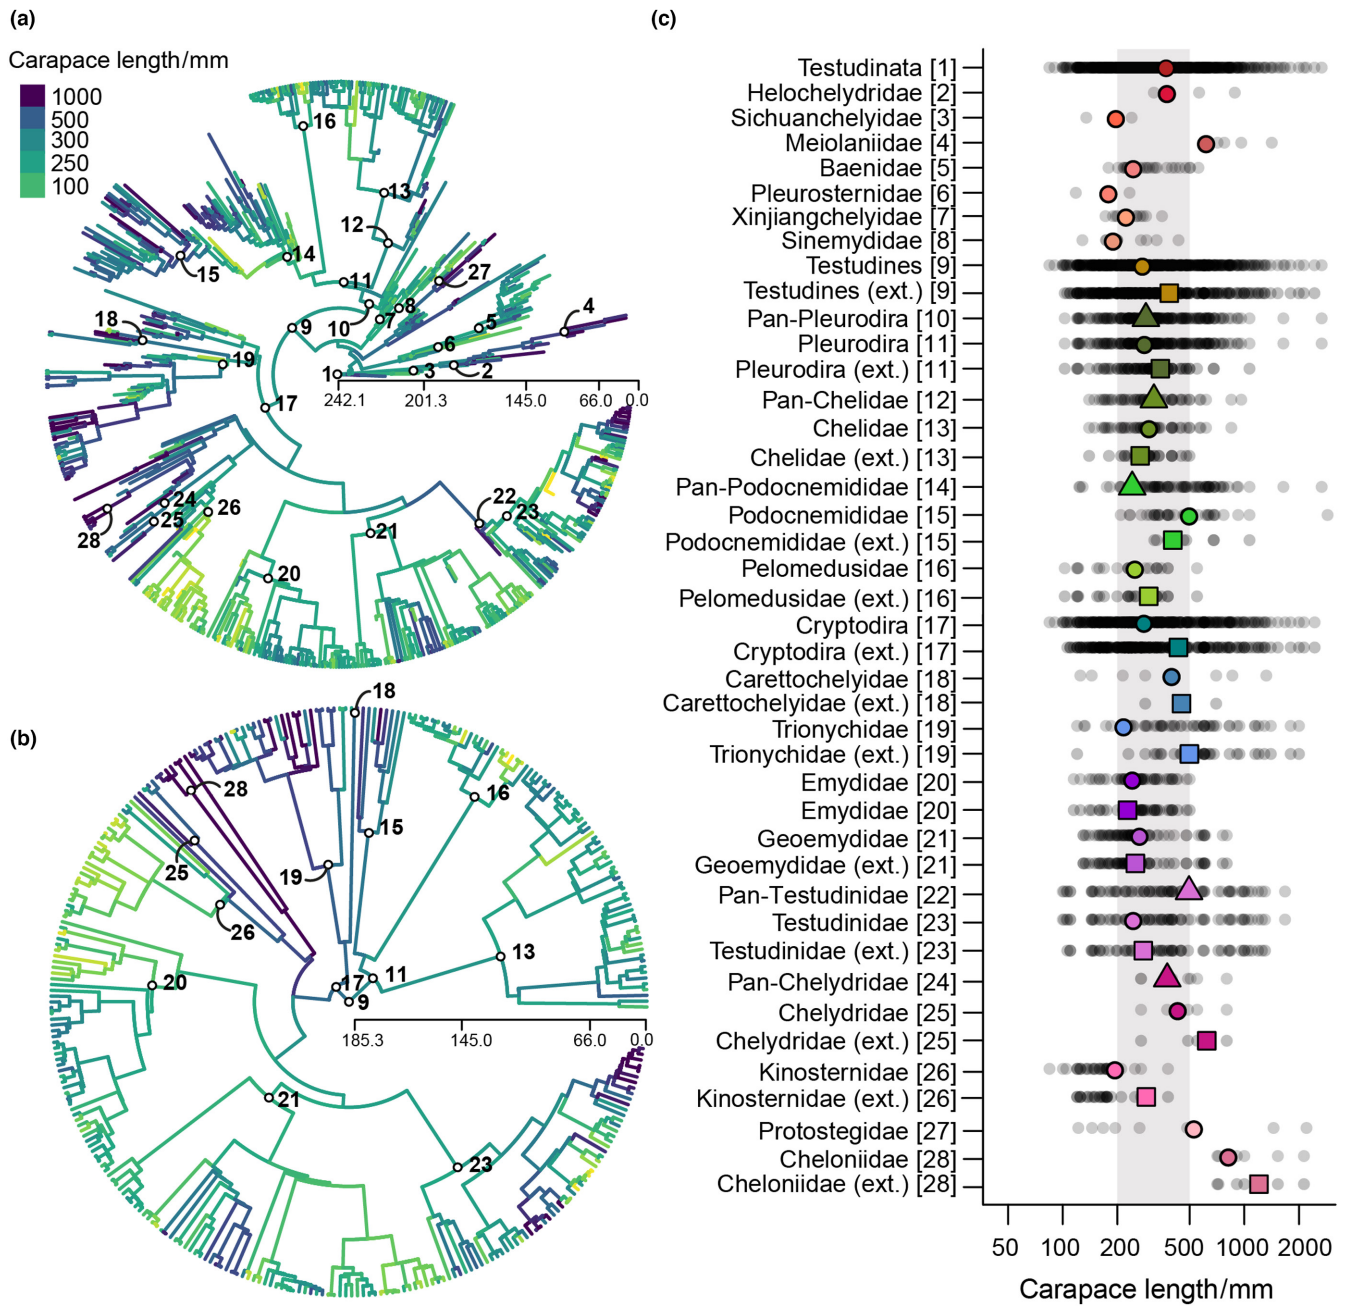 (a)
Carapace length/mm
1000
500
300
250
100
16
13
12
14
15
11
27
4
18
10
8
7
9
5
6
19
1
3
2
17
242.1 201.3 145.0 66.0 0.0
24
25
26
28
22
23
21
20
(b)
18
28
16
15
25
19
26
13
20
17
11
9
185.3 145.0 66.0 0.0
21
23
(c)
Testudinata [1]
Helochelydridae [2]
Sichuanchelyidae [3]
Meiolaniidae [4]
Baenidae [5]
Pleurosternidae [6]
Xinjiangchelyidae [7]
Sinemydidae [8]
Testudines [9]
Testudines (ext.) [9]
Pan-Pleurodira [10]
Pleurodira [11]
Pleurodira (ext.) [11]
Pan-Chelidae [12]
Chelidae [13]
Chelidae (ext.) [13]
Pan-Podocnemididae [14]
Podocnemididae [15]
Podocnemididae (ext.) [15]
Pelomedusidae [16]
Pelomedusidae (ext.) [16]
Cryptodira [17]
Cryptodira (ext.) [17]
Carettochelyidae [18]
Carettochelyidae (ext.) [18]
Trionychidae [19]
Trionychidae (ext.) [19]
Emydidae [20]
Emydidae [20]
Geoemydidae [21]
Geoemydidae (ext.) [21]
Pan-Testudinidae [22]
Testudinidae [23]
Testudinidae (ext.) [23]
Pan-Chelydridae [24]
Chelydridae [25]
Chelydridae (ext.) [25]
Kinosternidae [26]
Kinosternidae (ext.) [26]
Protostegidae [27]
Cheloniidae [28]
Cheloniidae (ext.) [28]
50 100 200 500 1000 2000
Carapace length/mm